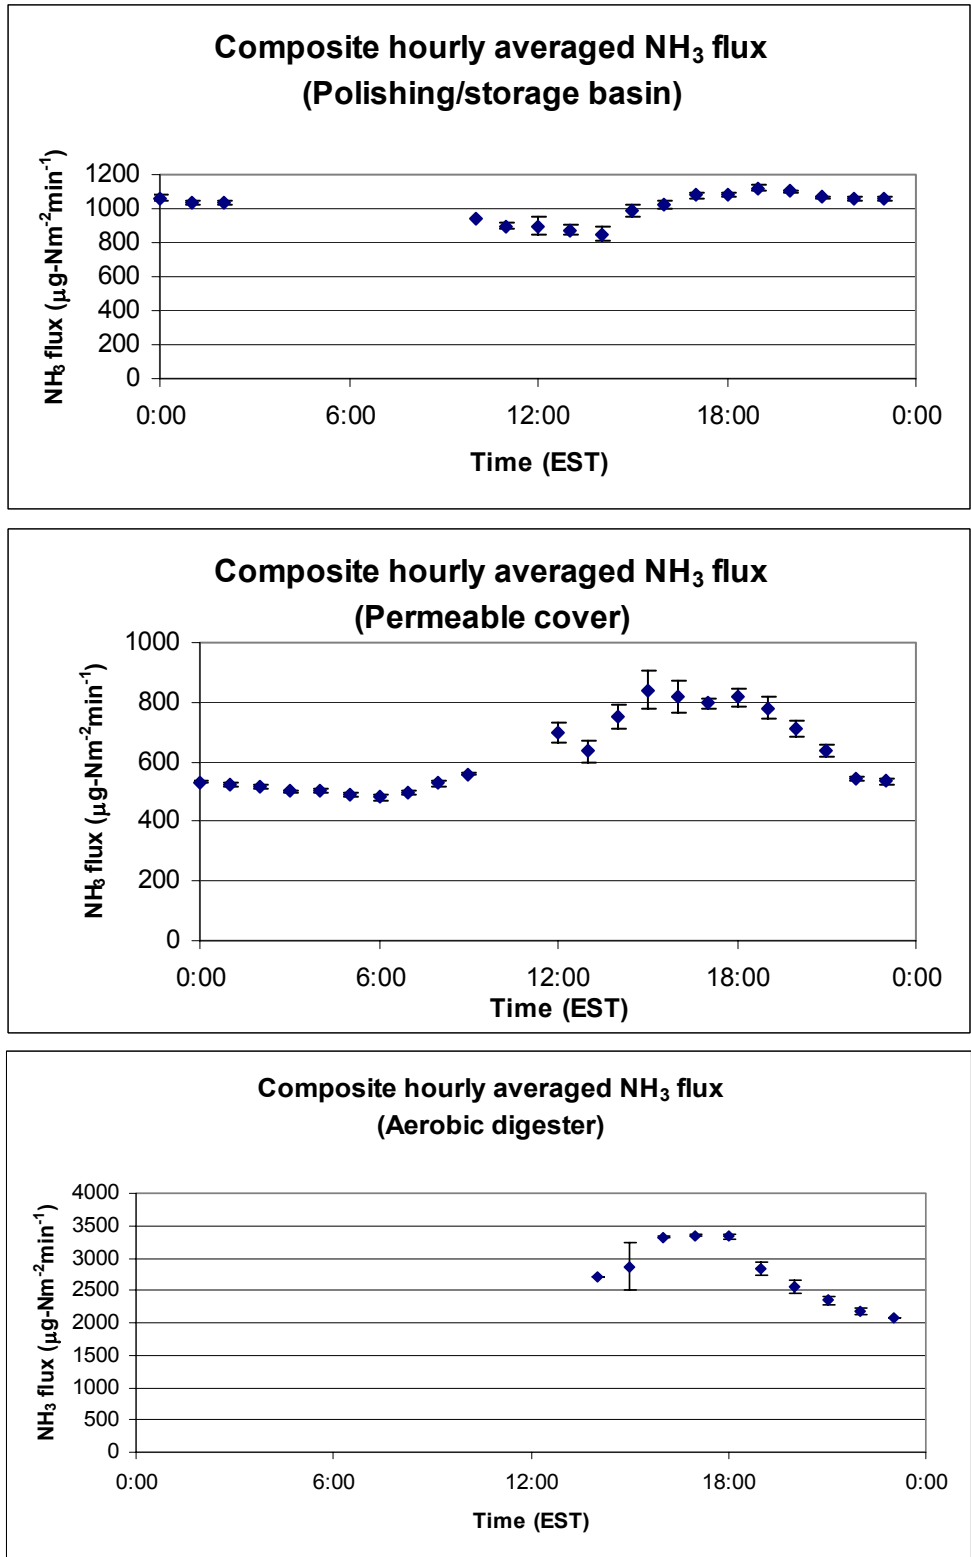 Composite hourly averaged NH₃ flux
(Polishing/storage basin)
NH₃ flux (µg-Nm⁻²min⁻¹)
1200
1000
800
600
400
200
0
0:00 6:00 12:00 18:00 0:00
Time (EST)
Composite hourly averaged NH₃ flux
(Permeable cover)
NH₃ flux (µg-Nm⁻²min⁻¹)
1000
800
600
400
200
0
0:00 6:00 12:00 18:00 0:00
Time (EST)
Composite hourly averaged NH₃ flux
(Aerobic digester)
NH₃ flux (µg-Nm⁻²min⁻¹)
4000
3500
3000
2500
2000
1500
1000
500
0
0:00 6:00 12:00 18:00 0:00
Time (EST)